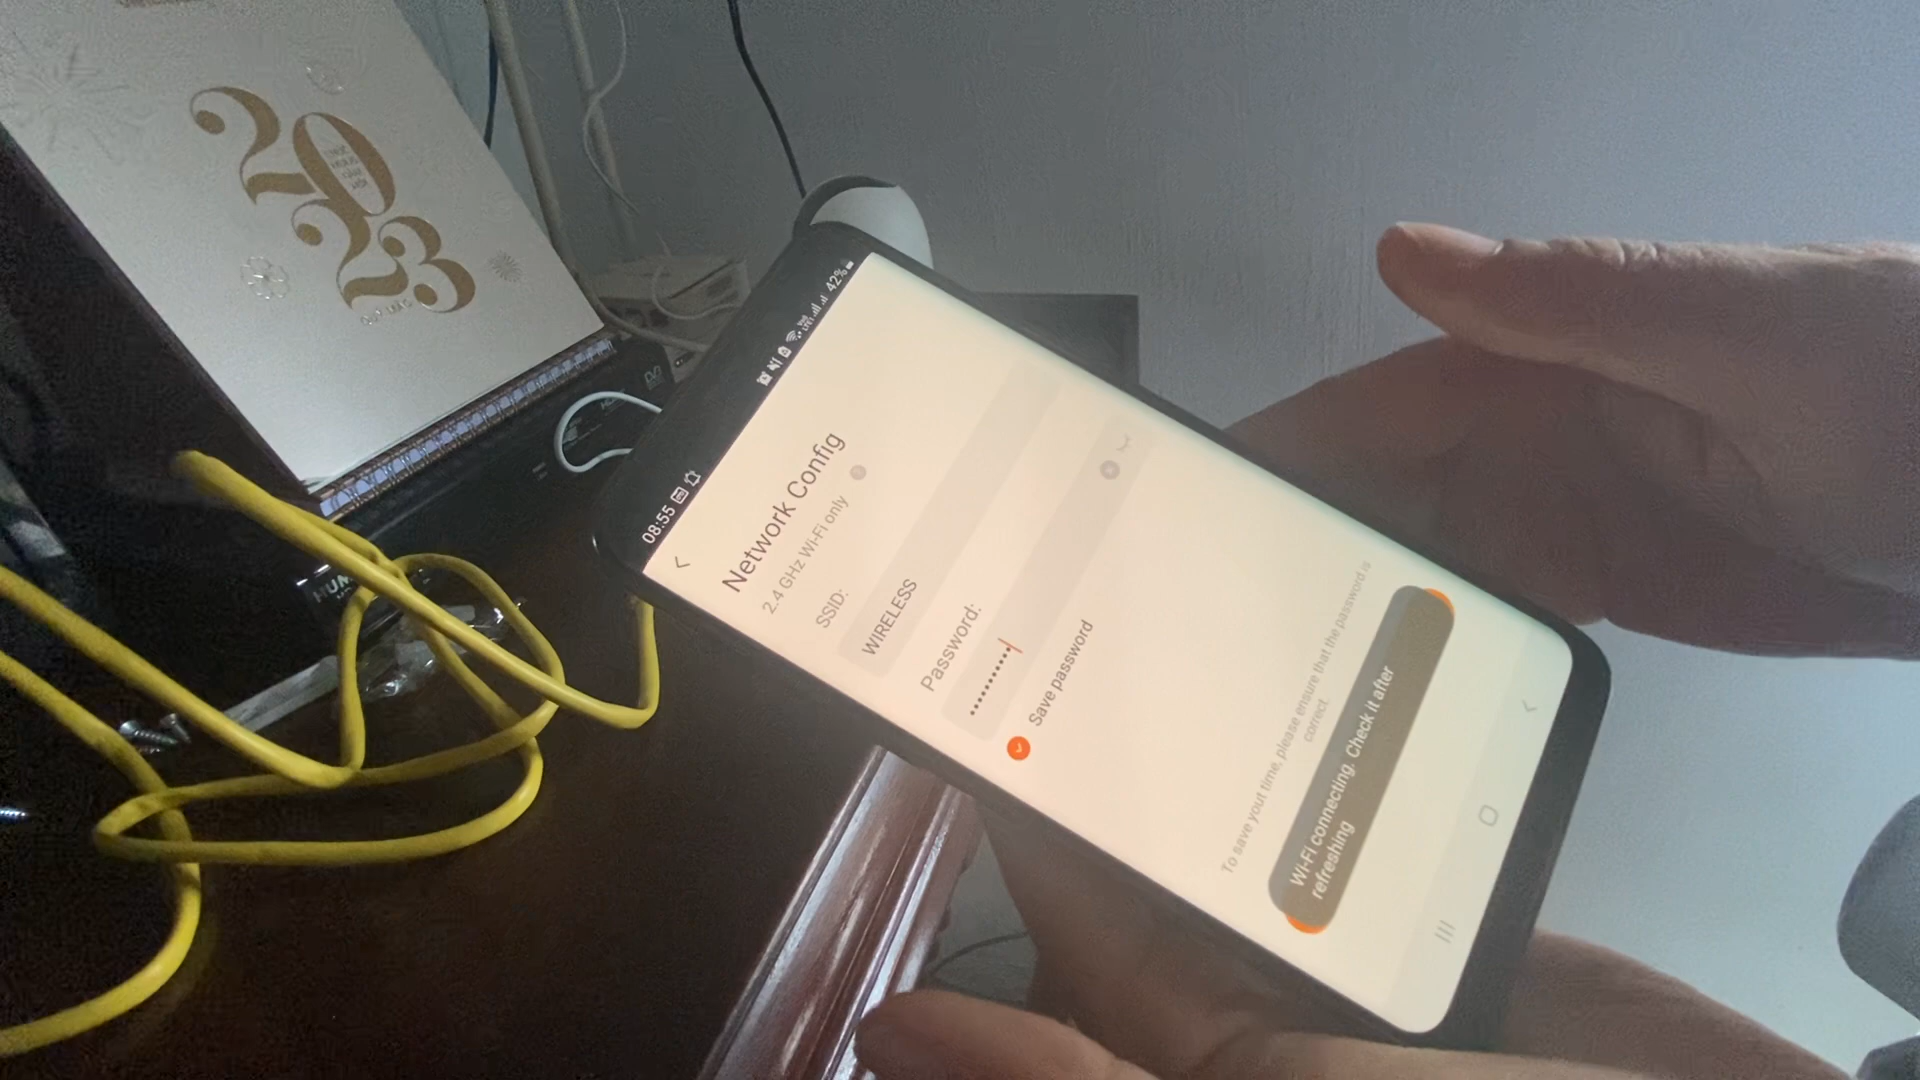 2023
08:55
42%
Network Config
2.4 GHz Wi-Fi only
SSID:
WIRELESS
Password:
Save password
To save yout time, please ensure that the password is
correct.
Wi-Fi connecting. Check it after
refreshing